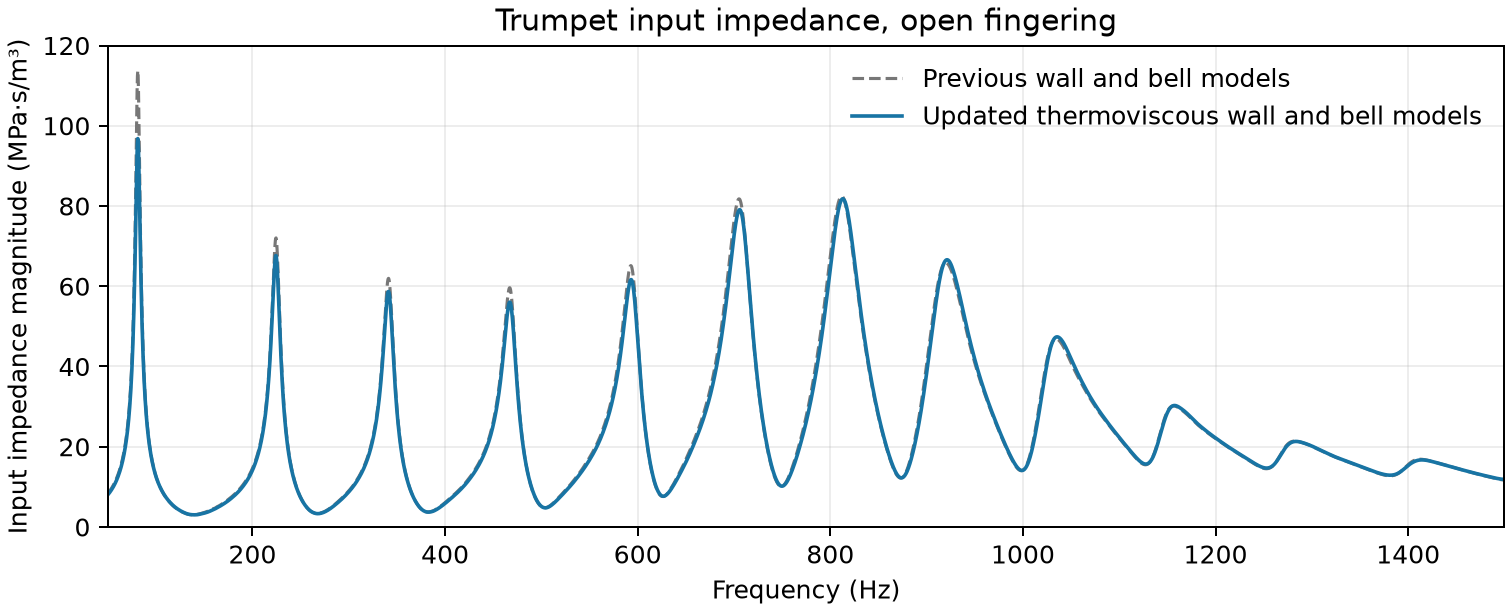 Trumpet input impedance, open fingering
Input impedance magnitude (MPa·s/m³)
120
100
80
60
40
20
0
Previous wall and bell models
Updated thermoviscous wall and bell models
200
400
600
800
1000
1200
1400
Frequency (Hz)